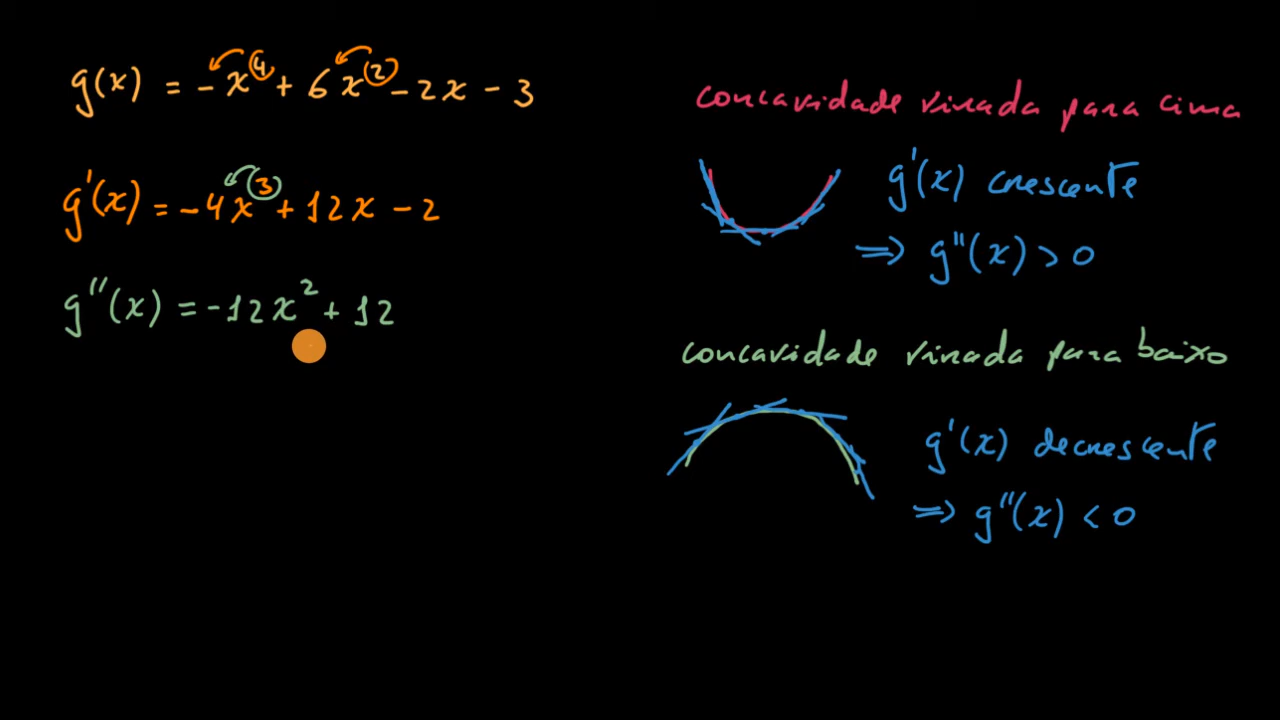 g(x) = -x⁴ + 6x² - 2x - 3
g'(x) = -4x³ + 12x - 2
g''(x) = -12x² + 12
concavidade virada para cima
g'(x) crescente
⇒ g''(x) > 0
concavidade virada para baixo
g'(x) decrescente
⇒ g''(x) < 0